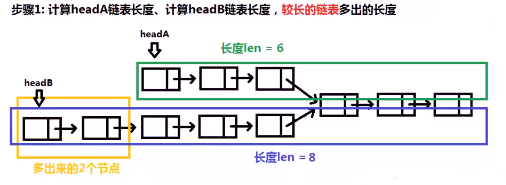 步骤1: 计算headA链表长度、计算headB链表长度，较长的链表多出的长度
headA
长度len = 6
headB
长度len = 8
多出来的2个节点